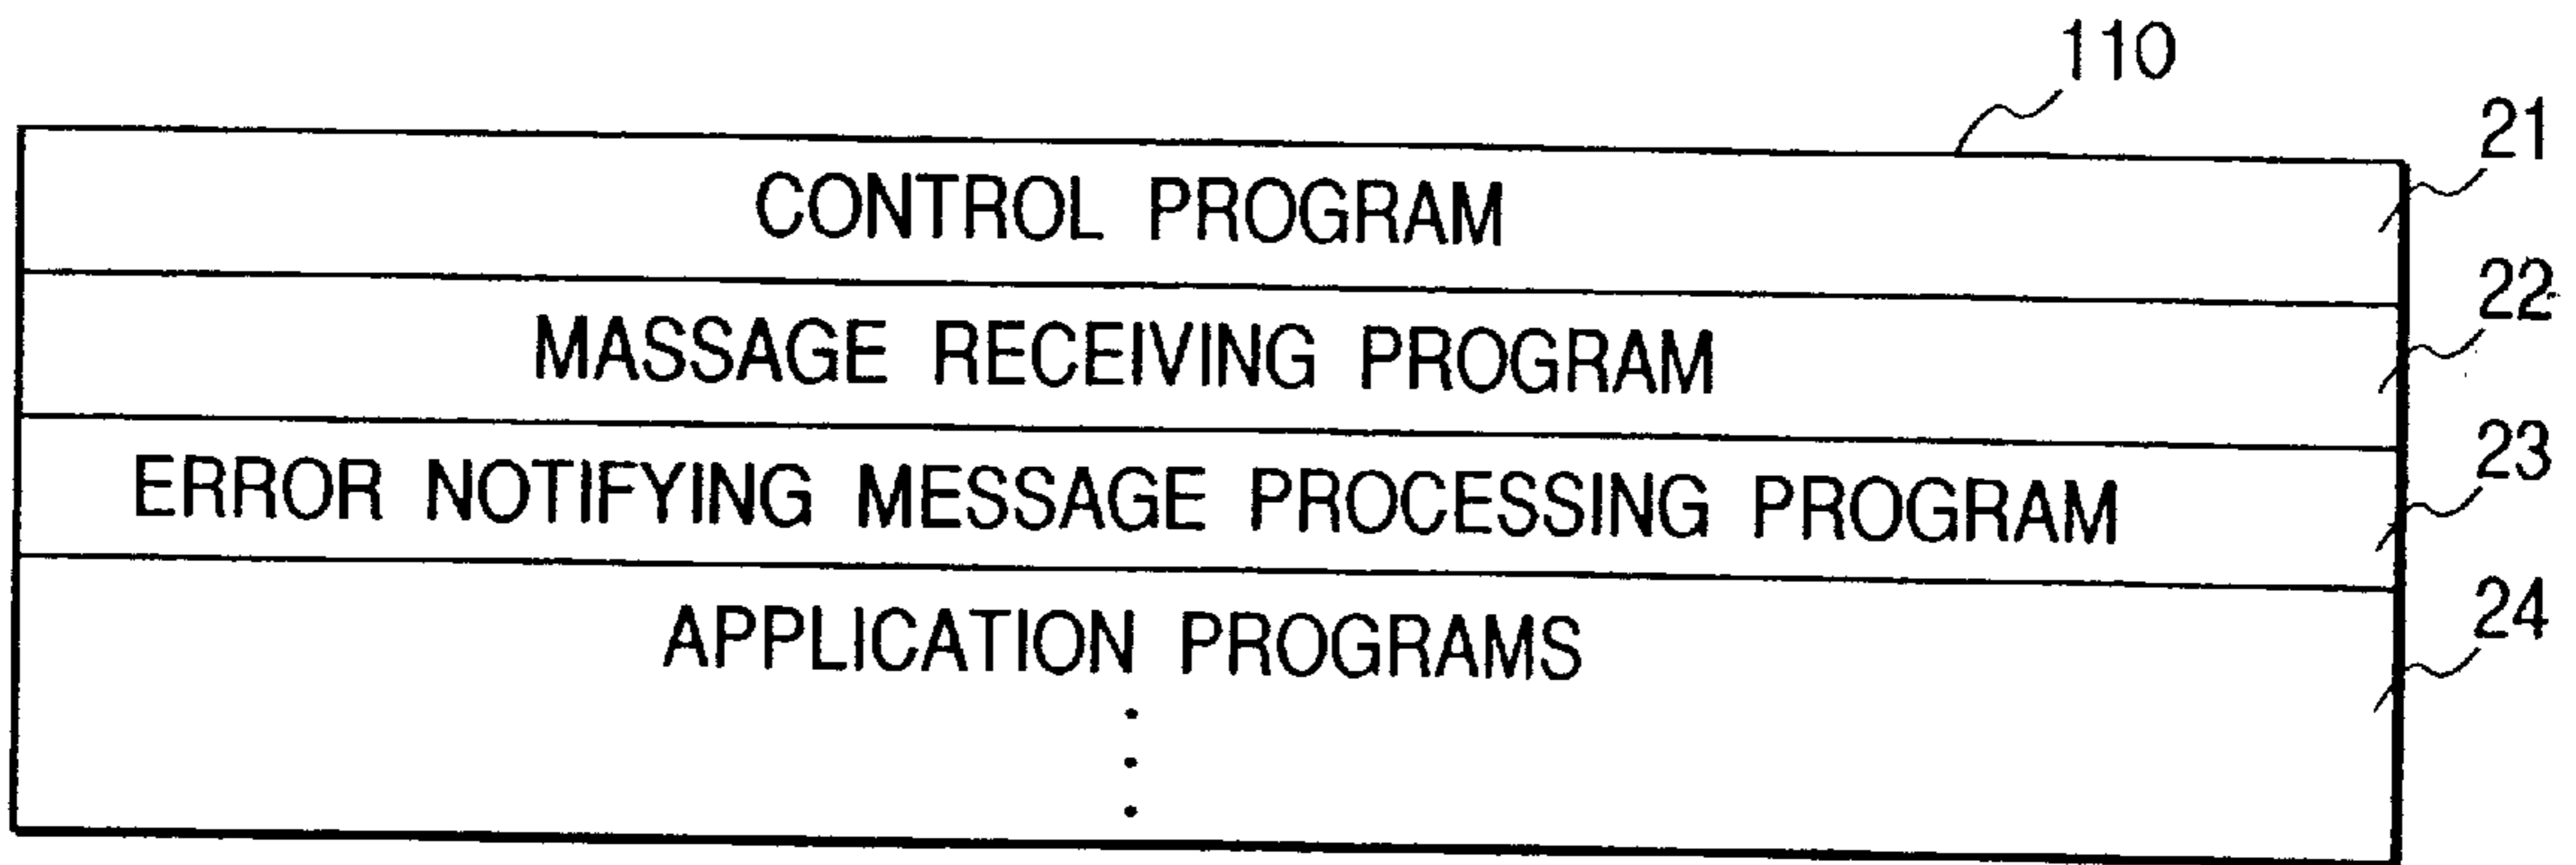 110
CONTROL PROGRAM 21
MASSAGE RECEIVING PROGRAM 22
ERROR NOTIFYING MESSAGE PROCESSING PROGRAM 23
APPLICATION PROGRAMS 24